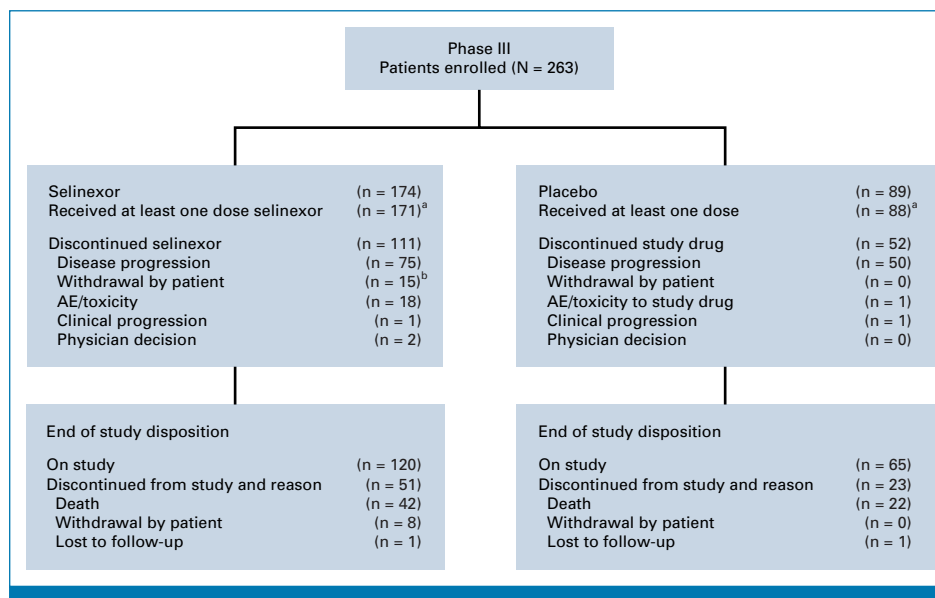 Phase III
Patients enrolled (N = 263)
Selinexor (n = 174)
Received at least one dose selinexor (n = 171)a
Discontinued selinexor (n = 111)
Disease progression (n = 75)
Withdrawal by patient (n = 15)b
AE/toxicity (n = 18)
Clinical progression (n = 1)
Physician decision (n = 2)
Placebo (n = 89)
Received at least one dose (n = 88)a
Discontinued study drug (n = 52)
Disease progression (n = 50)
Withdrawal by patient (n = 0)
AE/toxicity to study drug (n = 1)
Clinical progression (n = 1)
Physician decision (n = 0)
End of study disposition
On study (n = 120)
Discontinued from study and reason (n = 51)
Death (n = 42)
Withdrawal by patient (n = 8)
Lost to follow-up (n = 1)
End of study disposition
On study (n = 65)
Discontinued from study and reason (n = 23)
Death (n = 22)
Withdrawal by patient (n = 0)
Lost to follow-up (n = 1)